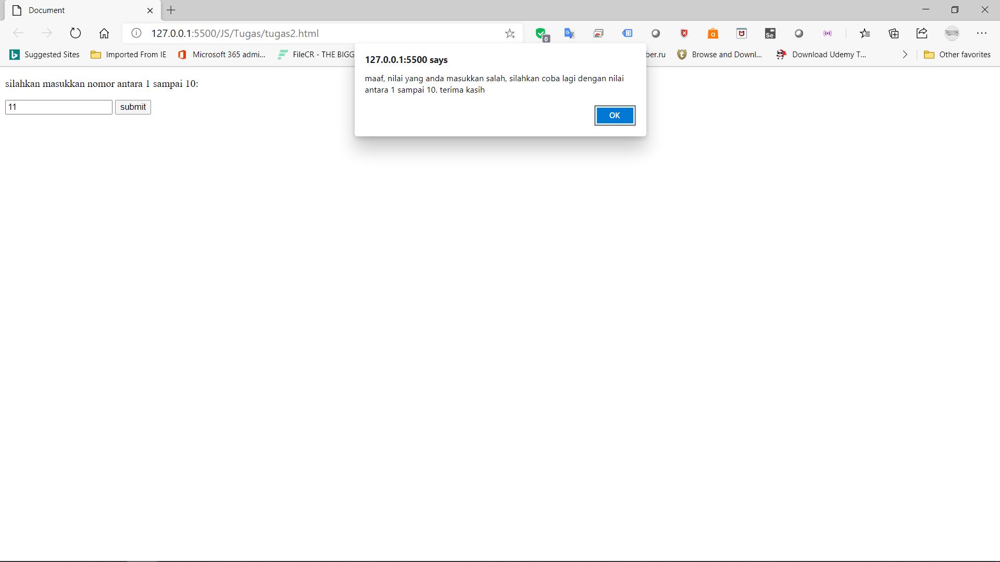 Document
127.0.0.1:5500/JS/Tugas/tugas2.html
0
a
Se
Suggested Sites
Imported From IE
Microsoft 365 admi...
FileCR - THE BIGG
ber.ru
Browse and Downl...
Download Udemy T...
Other favorites
127.0.0.1:5500 says
maaf, nilai yang anda masukkan salah, silahkan coba lagi dengan nilai
antara 1 sampai 10. terima kasih
OK
silahkan masukkan nomor antara 1 sampai 10:
11
submit